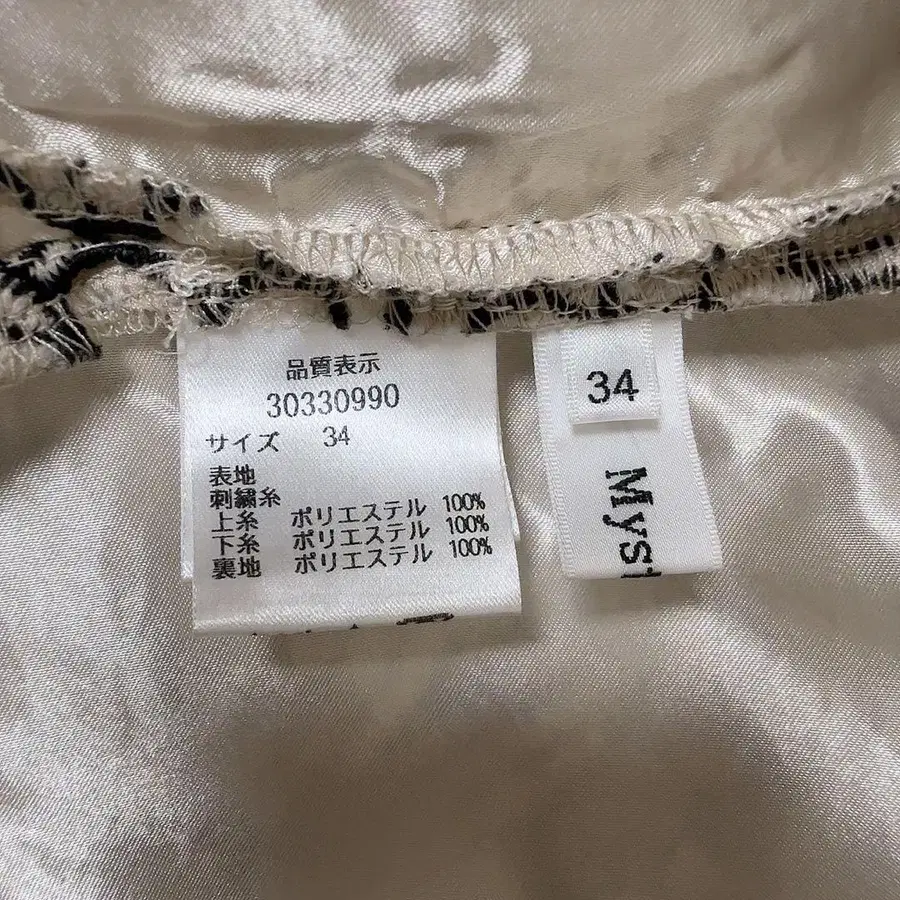 品質表示
30330990
サイズ 34
表地
刺繍糸
上糸 ポリエステル 100%
下糸 ポリエステル 100%
裏地 ポリエステル 100%
34